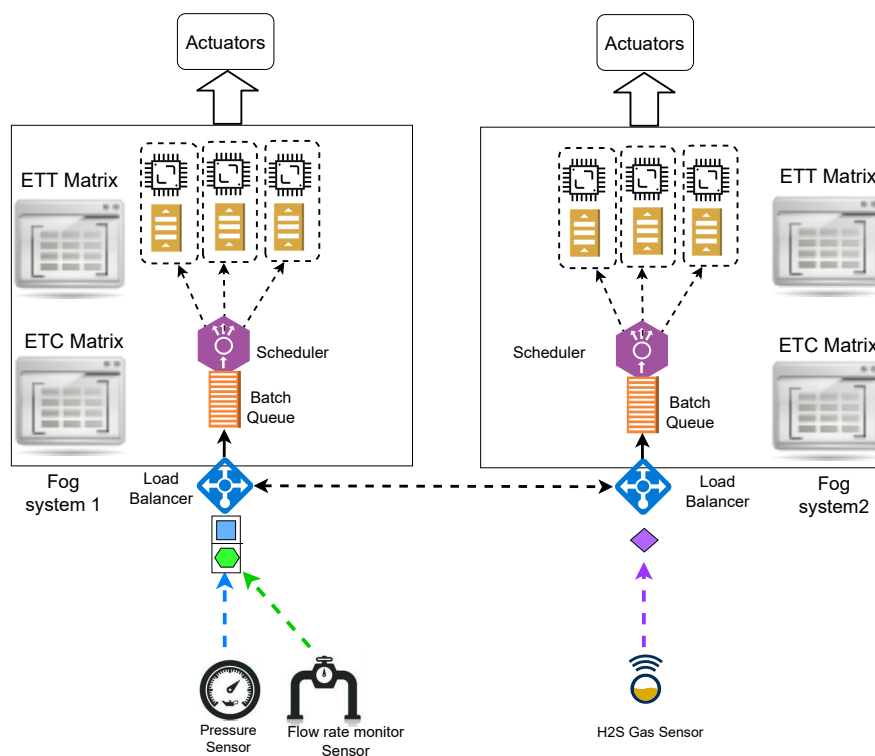 Actuators
Actuators
ETT Matrix
ETC Matrix
Scheduler
Batch
Queue
Fog
system 1
Load
Balancer
ETT Matrix
ETC Matrix
Scheduler
Batch
Queue
Load
Balancer
Fog
system2
Pressure
Sensor
Flow rate monitor
Sensor
H2S Gas Sensor